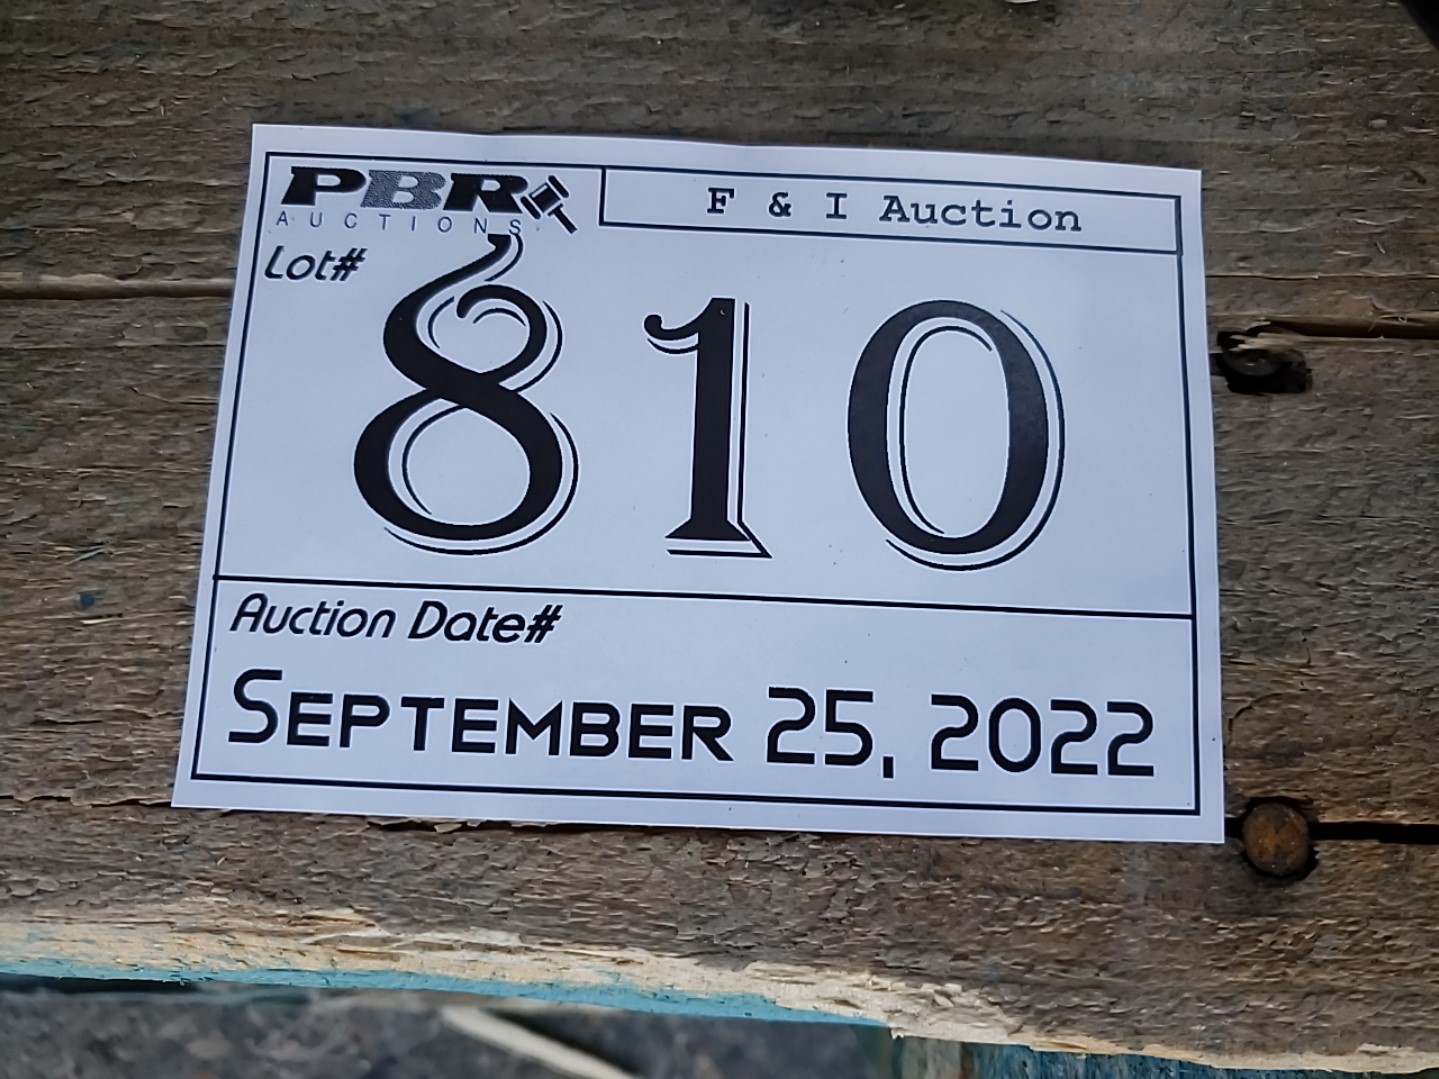 PBR
AUCTIONS
F & I Auction
Lot#
810
Auction Date#
SEPTEMBER 25, 2022